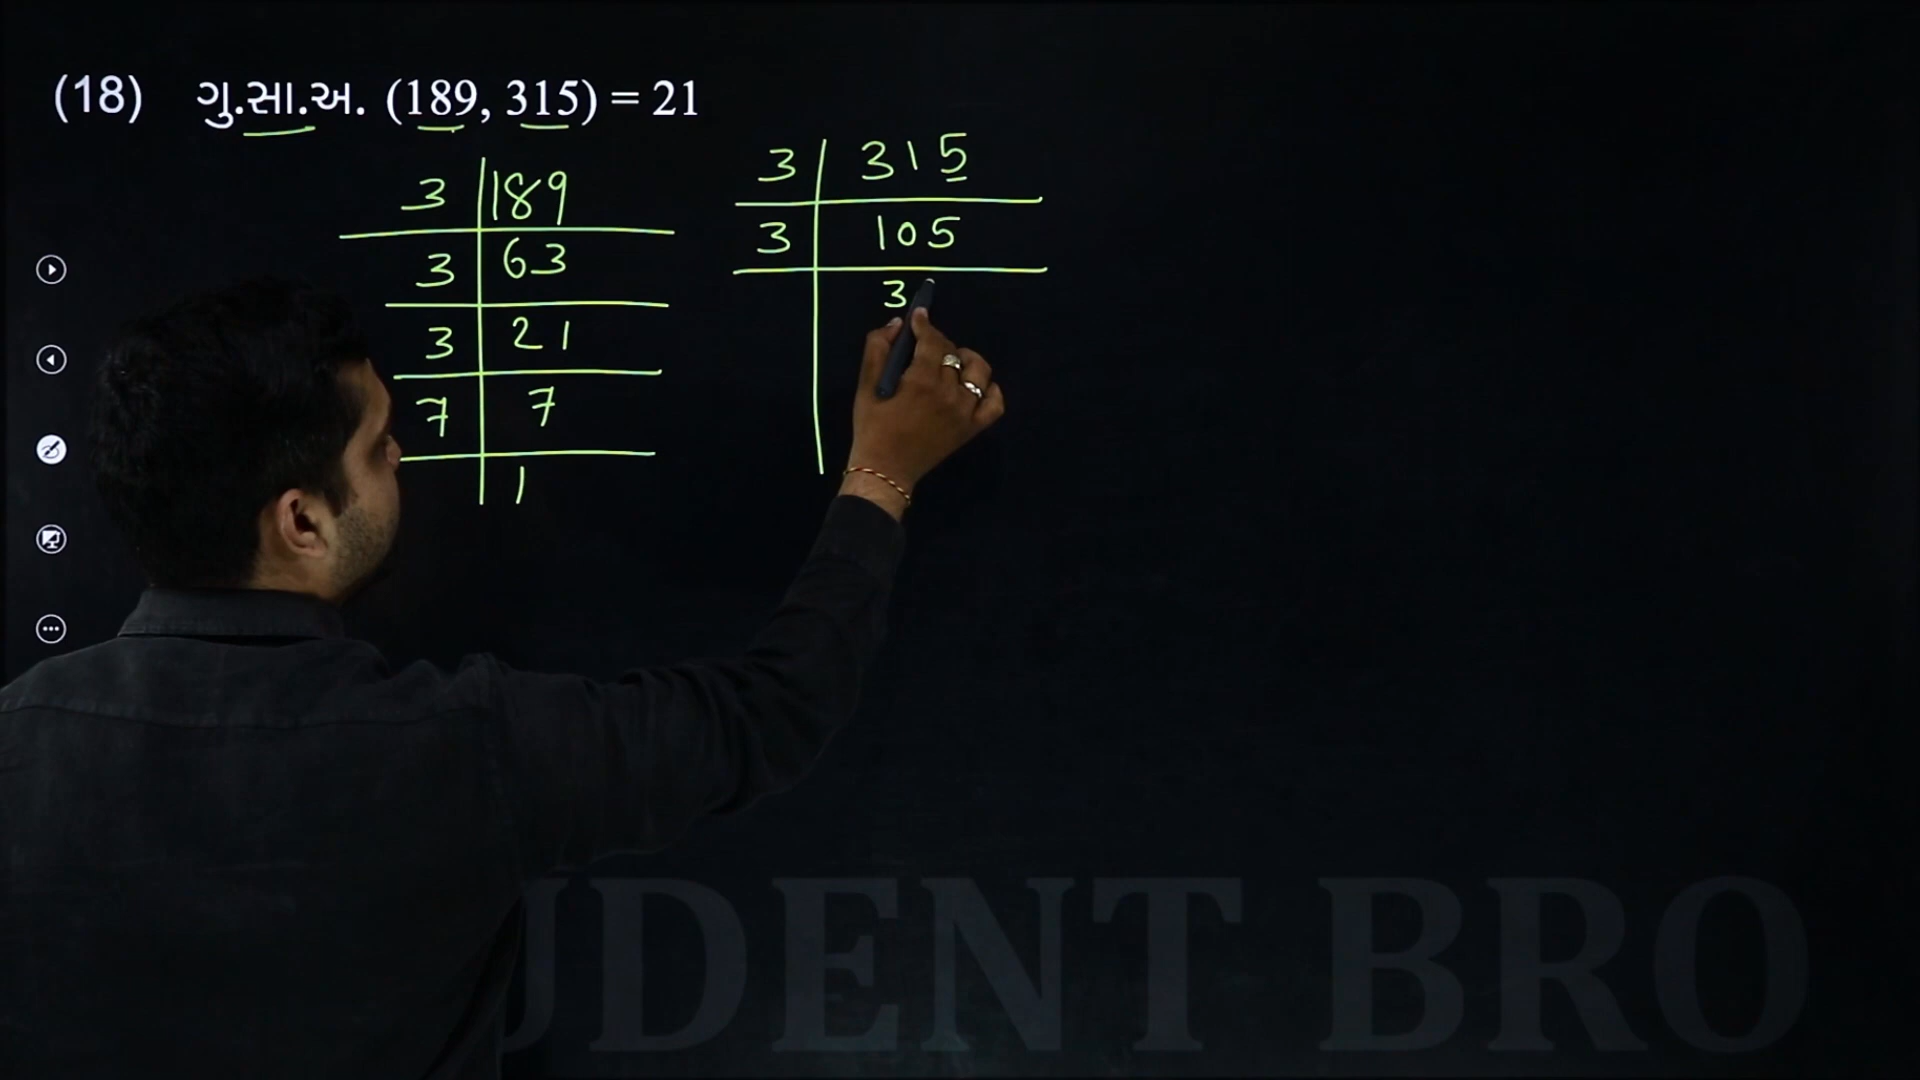 (18) ગુ.સા.અ. (189, 315) = 21
3 | 189
3 | 63
3 | 21
7 | 7
1
3 | 315
3 | 105
3
UDENT BRO